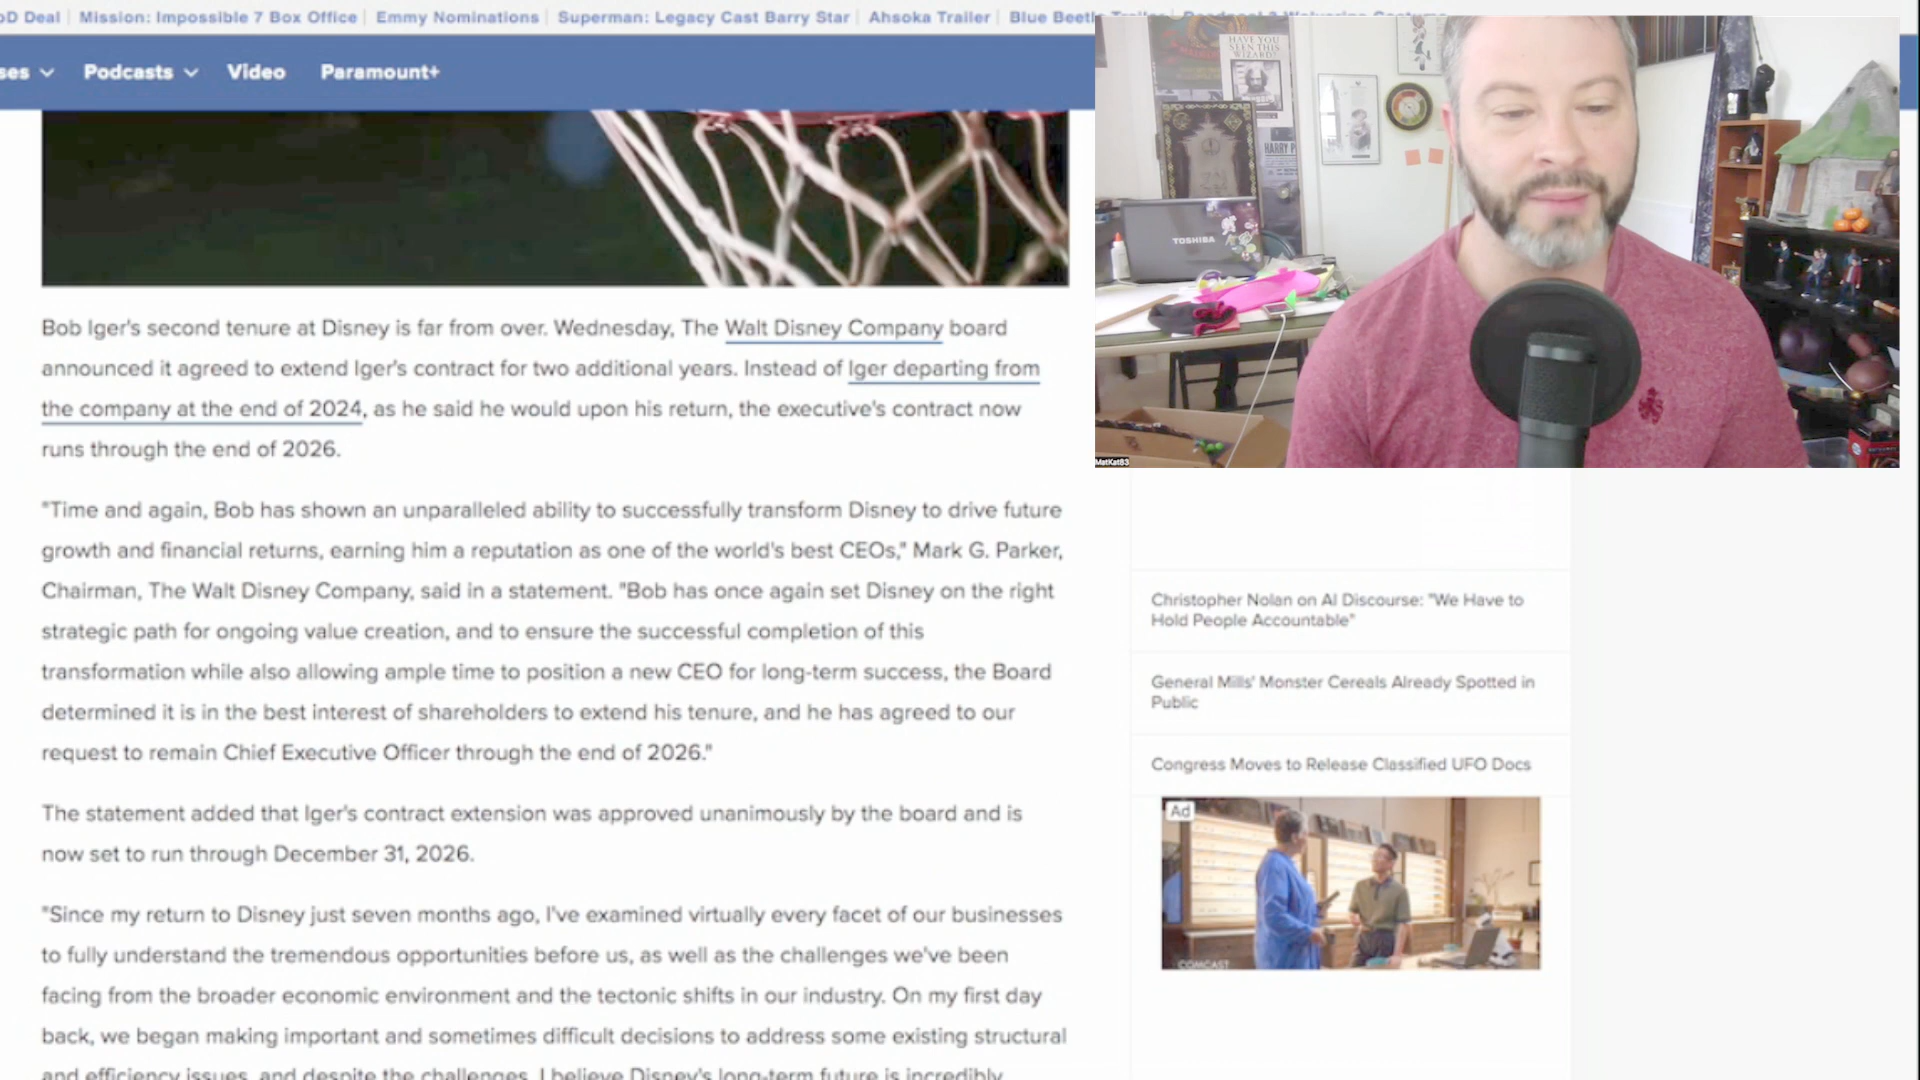 oD Deal Mission: Impossible 7 Box Office Emmy Nominations Superman: Legacy Cast Barry Star Ahsoka Trailer Blue Beetle Trailer
ses Podcasts Video Paramount+
HAVE YOU
SEEN THIS
WIZARD?
HARRY P
TOSHIBA
MatKat83
Bob Iger's second tenure at Disney is far from over. Wednesday, The Walt Disney Company board
announced it agreed to extend Iger's contract for two additional years. Instead of Iger departing from
the company at the end of 2024, as he said he would upon his return, the executive's contract now
runs through the end of 2026.
"Time and again, Bob has shown an unparalleled ability to successfully transform Disney to drive future
growth and financial returns, earning him a reputation as one of the world's best CEOs," Mark G. Parker,
Chairman, The Walt Disney Company, said in a statement. "Bob has once again set Disney on the right
strategic path for ongoing value creation, and to ensure the successful completion of this
transformation while also allowing ample time to position a new CEO for long-term success, the Board
determined it is in the best interest of shareholders to extend his tenure, and he has agreed to our
request to remain Chief Executive Officer through the end of 2026."
The statement added that Iger's contract extension was approved unanimously by the board and is
now set to run through December 31, 2026.
"Since my return to Disney just seven months ago, I've examined virtually every facet of our businesses
to fully understand the tremendous opportunities before us, as well as the challenges we've been
facing from the broader economic environment and the tectonic shifts in our industry. On my first day
back, we began making important and sometimes difficult decisions to address some existing structural
and efficiency issues, and despite the challenges, I believe Disney's long-term future is incredibly
Christopher Nolan on AI Discourse: "We Have to
Hold People Accountable"
General Mills' Monster Cereals Already Spotted in
Public
Congress Moves to Release Classified UFO Docs
Ad
COMCAST